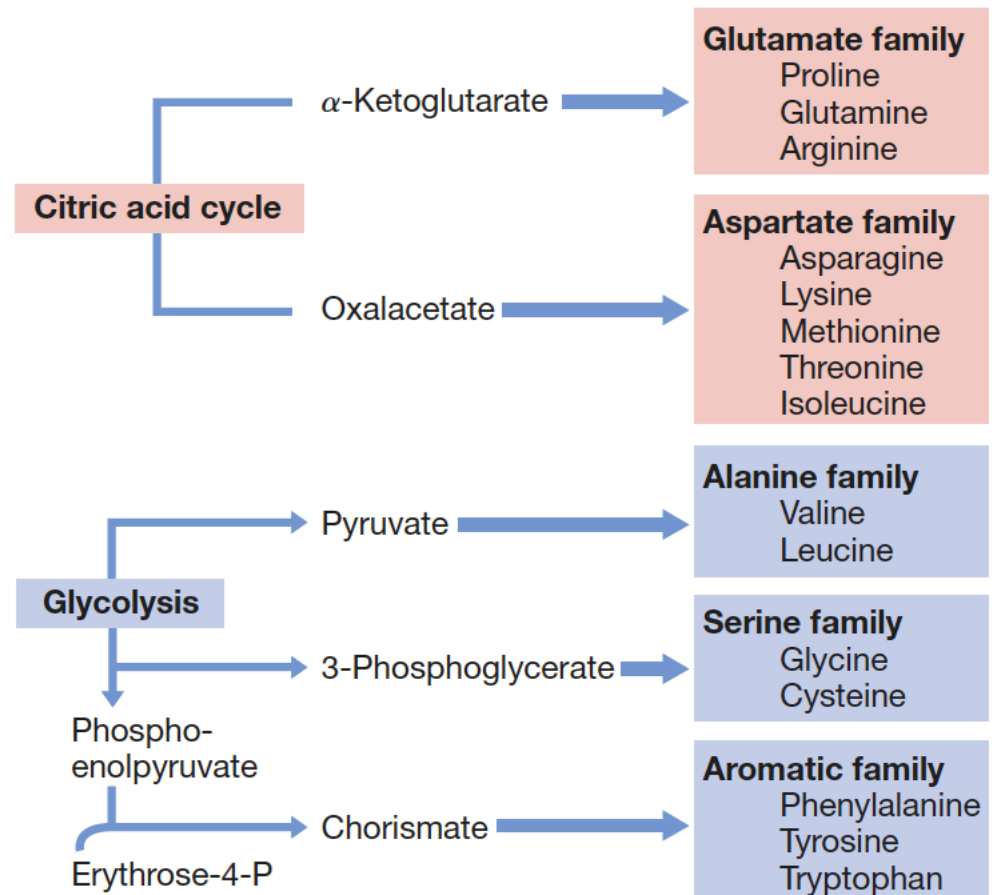 Glutamate family
Proline
α-Ketoglutarate
Glutamine
Arginine
Citric acid cycle
Aspartate family
Asparagine
Lysine
Oxalacetate
Methionine
Threonine
Isoleucine
Alanine family
Pyruvate
Valine
Leucine
Glycolysis
Serine family
3-Phosphoglycerate
Glycine
Cysteine
Phospho-
enolpyruvate
Aromatic family
Phenylalanine
Chorismate
Tyrosine
Erythrose-4-P
Tryptophan